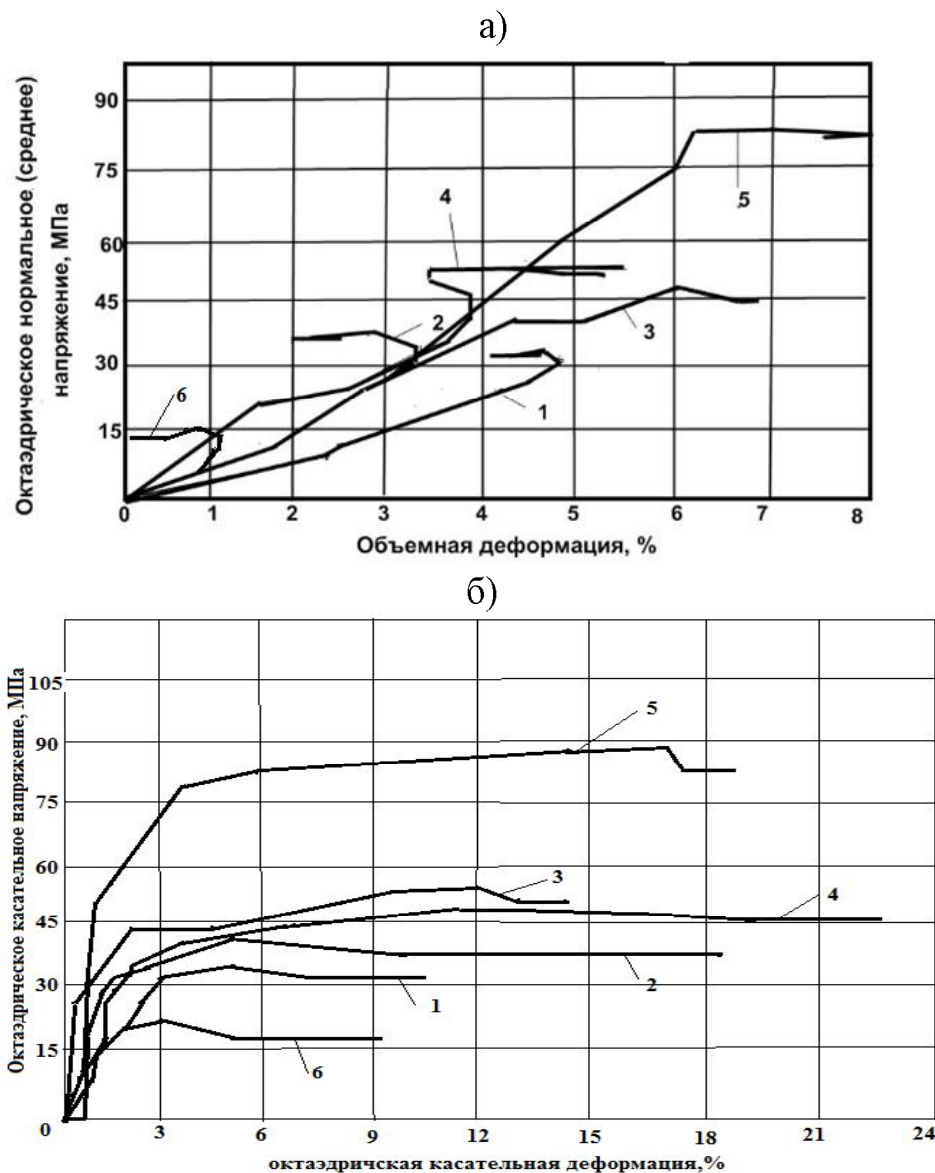 а)
Октаэдрическое нормальное (среднее)
напряжение, МПа
90
75
60
45
30
15
0 1 2 3 4 5 6 7 8
4
5
2
3
6
1
Объемная деформация, %
б)
Октаэдрическое касательное напряжение, МПа
105
90
75
60
45
30
15
0 3 6 9 12 15 18 21 24
5
3
4
2
1
6
октаэдричская касательная деформация,%